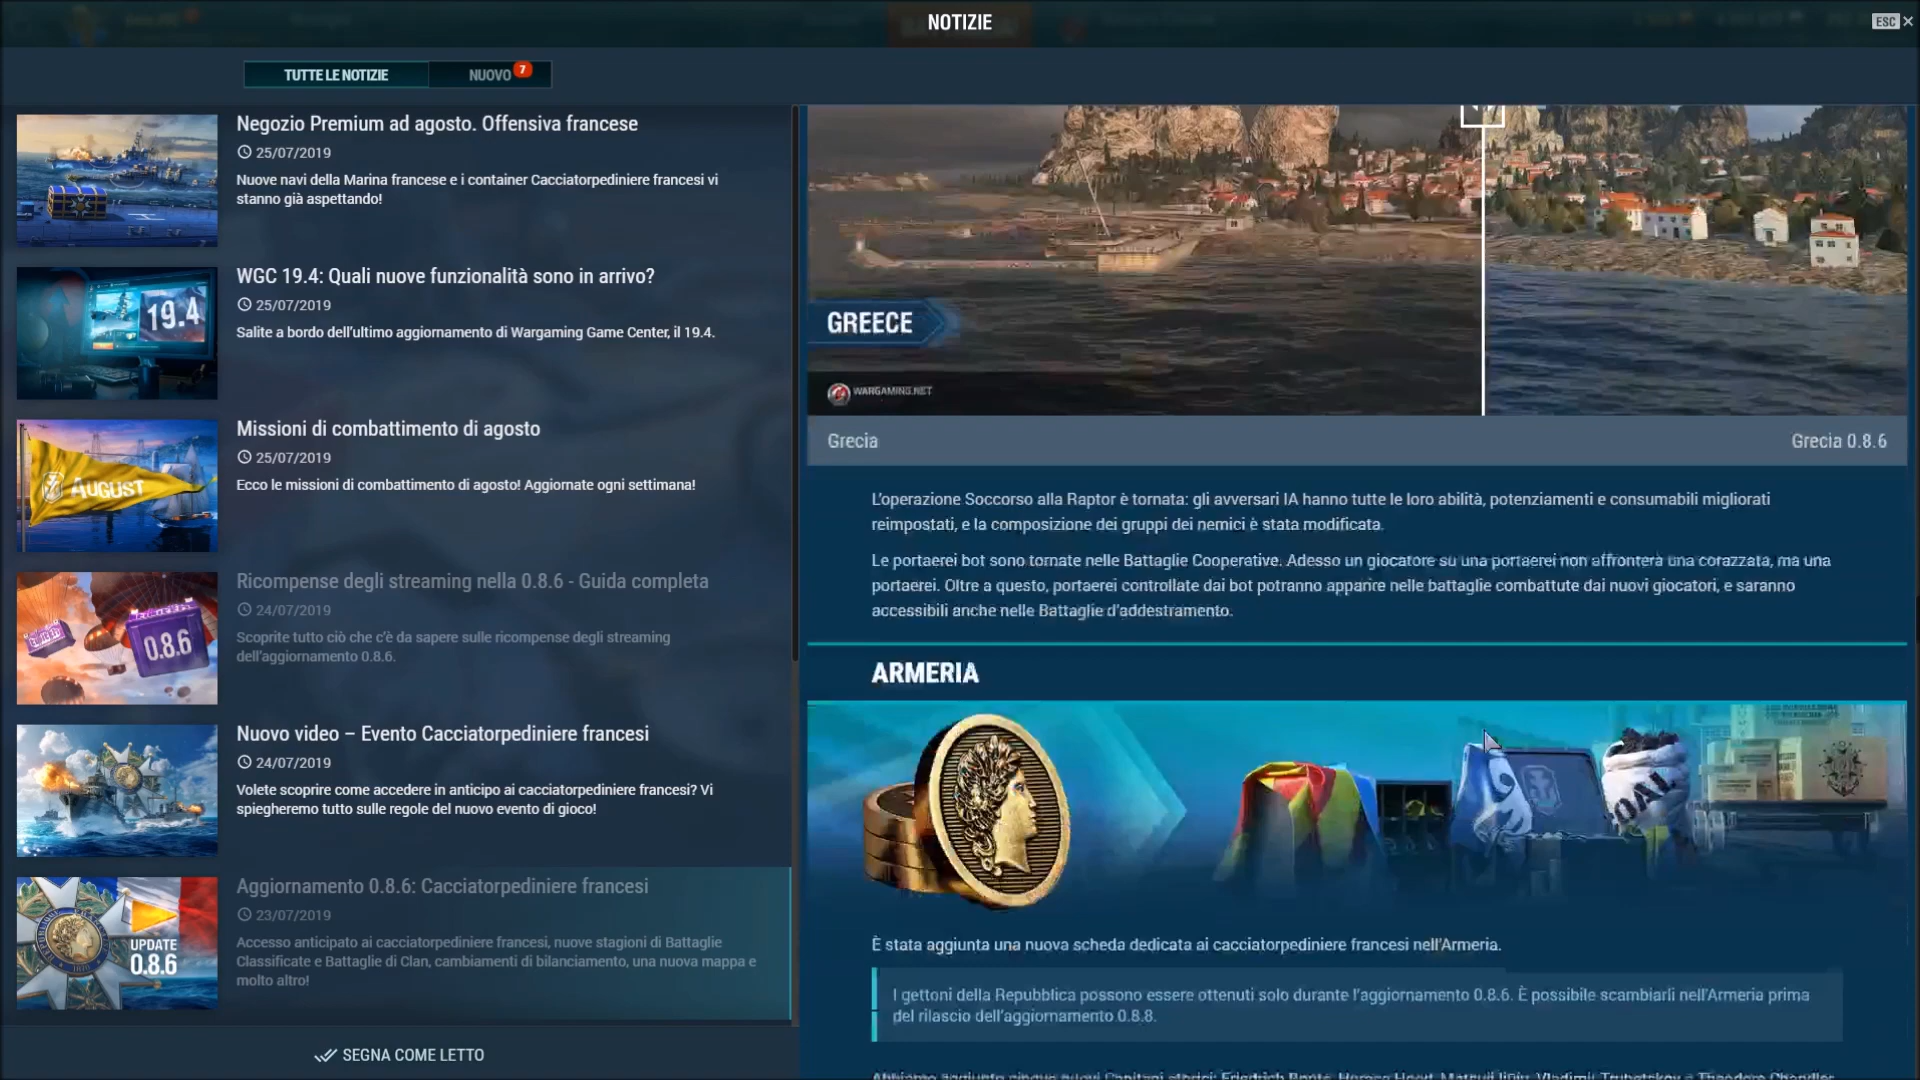 NOTIZIE
ESC
TUTTE LE NOTIZIE
NUOVO 7
Negozio Premium ad agosto. Offensiva francese
25/07/2019
Nuove navi della Marina francese e i container Cacciatorpediniere francesi vi
stanno già aspettando!
19.4
WGC 19.4: Quali nuove funzionalità sono in arrivo?
25/07/2019
Salite a bordo dell'ultimo aggiornamento di Wargaming Game Center, il 19.4.
AUGUST
Missioni di combattimento di agosto
25/07/2019
Ecco le missioni di combattimento di agosto! Aggiornate ogni settimana!
0.8.6
Ricompense degli streaming nella 0.8.6 - Guida completa
24/07/2019
Scoprite tutto ciò che c'è da sapere sulle ricompense degli streaming
dell'aggiornamento 0.8.6.
Nuovo video – Evento Cacciatorpediniere francesi
24/07/2019
Volete scoprire come accedere in anticipo ai cacciatorpediniere francesi? Vi
spiegheremo tutto sulle regole del nuovo evento di gioco!
UPDATE
0.8.6
Aggiornamento 0.8.6: Cacciatorpediniere francesi
23/07/2019
Accesso anticipato ai cacciatorpediniere francesi, nuove stagioni di Battaglie
Classificate e Battaglie di Clan, cambiamenti di bilanciamento, una nuova mappa e
molto altro!
SEGNA COME LETTO
GREECE
WARGAMING.NET
Grecia
Grecia 0.8.6
L'operazione Soccorso alla Raptor è tornata: gli avversari IA hanno tutte le loro abilità, potenziamenti e consumabili migliorati
reimpostati, e la composizione dei gruppi dei nemici è stata modificata.
Le portaerei bot sono tornate nelle Battaglie Cooperative. Adesso un giocatore su una portaerei non affronterà una corazzata, ma una
portaerei. Oltre a questo, portaerei controllate dai bot potranno apparire nelle battaglie combattute dai nuovi giocatori, e saranno
accessibili anche nelle Battaglie d'addestramento.
ARMERIA
COAL
È stata aggiunta una nuova scheda dedicata ai cacciatorpediniere francesi nell'Armeria.
I gettoni della Repubblica possono essere ottenuti solo durante l'aggiornamento 0.8.6. È possibile scambiarli nell'Armeria prima
del rilascio dell'aggiornamento 0.8.8.